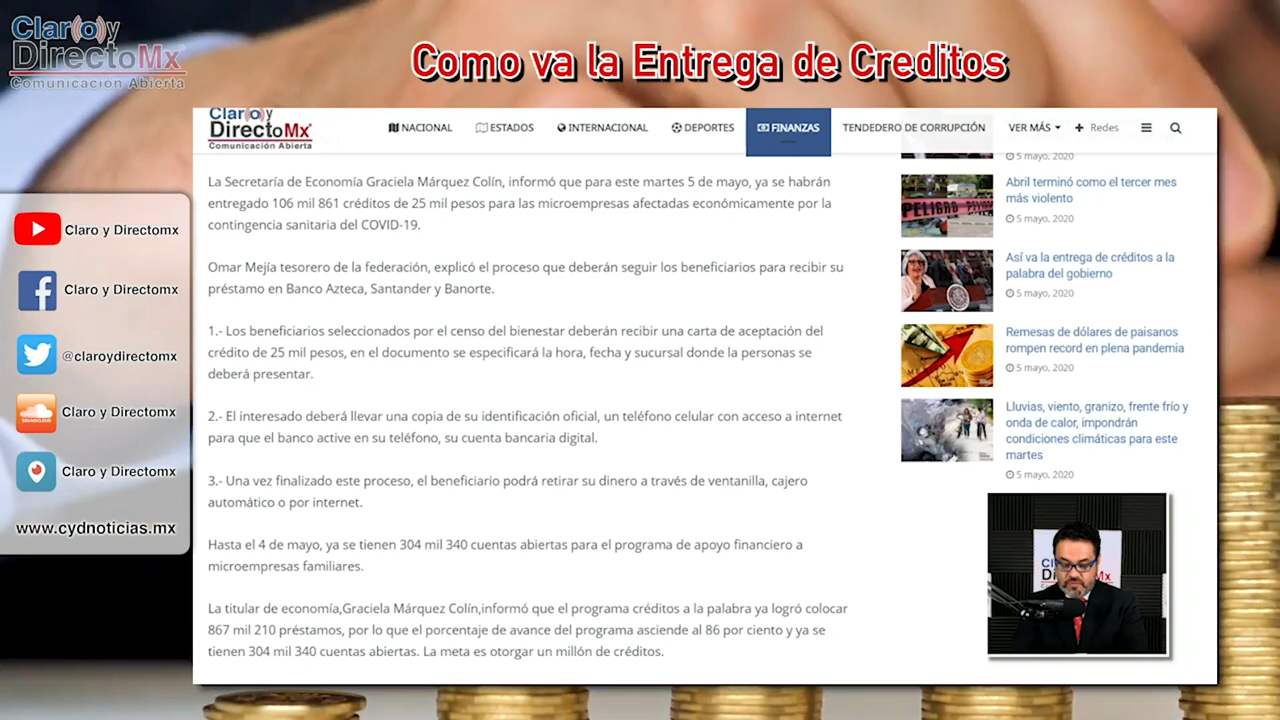 Claro y
DirectoMx
Comunicación Abierta
Como va la Entrega de Creditos
Claro y
DirectoMx
Comunicación Abierta
NACIONAL
ESTADOS
INTERNACIONAL
DEPORTES
FINANZAS
TENDEDERO DE CORRUPCIÓN
VER MÁS
Redes
La Secretaría de Economía Graciela Márquez Colín, informó que para este martes 5 de mayo, ya se habrán
entregado 106 mil 861 créditos de 25 mil pesos para las microempresas afectadas económicamente por la
contingencia sanitaria del COVID-19.
Omar Mejía tesorero de la federación, explicó el proceso que deberán seguir los beneficiarios para recibir su
préstamo en Banco Azteca, Santander y Banorte.
1.- Los beneficiarios seleccionados por el censo del bienestar deberán recibir una carta de aceptación del
crédito de 25 mil pesos, en el documento se especificará la hora, fecha y sucursal donde la personas se
deberá presentar.
2.- El interesado deberá llevar una copia de su identificación oficial, un teléfono celular con acceso a internet
para que el banco active en su teléfono, su cuenta bancaria digital.
3.- Una vez finalizado este proceso, el beneficiario podrá retirar su dinero a través de ventanilla, cajero
automático o por internet.
Hasta el 4 de mayo, ya se tienen 304 mil 340 cuentas abiertas para el programa de apoyo financiero a
microempresas familiares.
La titular de economía,Graciela Márquez Colín,informó que el programa créditos a la palabra ya logró colocar
867 mil 210 préstamos, por lo que el porcentaje de avance del programa asciende al 86 por ciento y ya se
tienen 304 mil 340 cuentas abiertas. La meta es otorgar un millón de créditos.
5 mayo, 2020
PELIGRO
Abril terminó como el tercer mes
más violento
5 mayo, 2020
Así va la entrega de créditos a la
palabra del gobierno
5 mayo, 2020
Remesas de dólares de paisanos
rompen record en plena pandemia
5 mayo, 2020
Lluvias, viento, granizo, frente frío y
onda de calor, impondrán
condiciones climáticas para este
martes
5 mayo, 2020
Claro y Directomx
Claro y Directomx
@claroydirectomx
SOUNDCLOUD
Claro y Directomx
Claro y Directomx
www.cydnoticias.mx